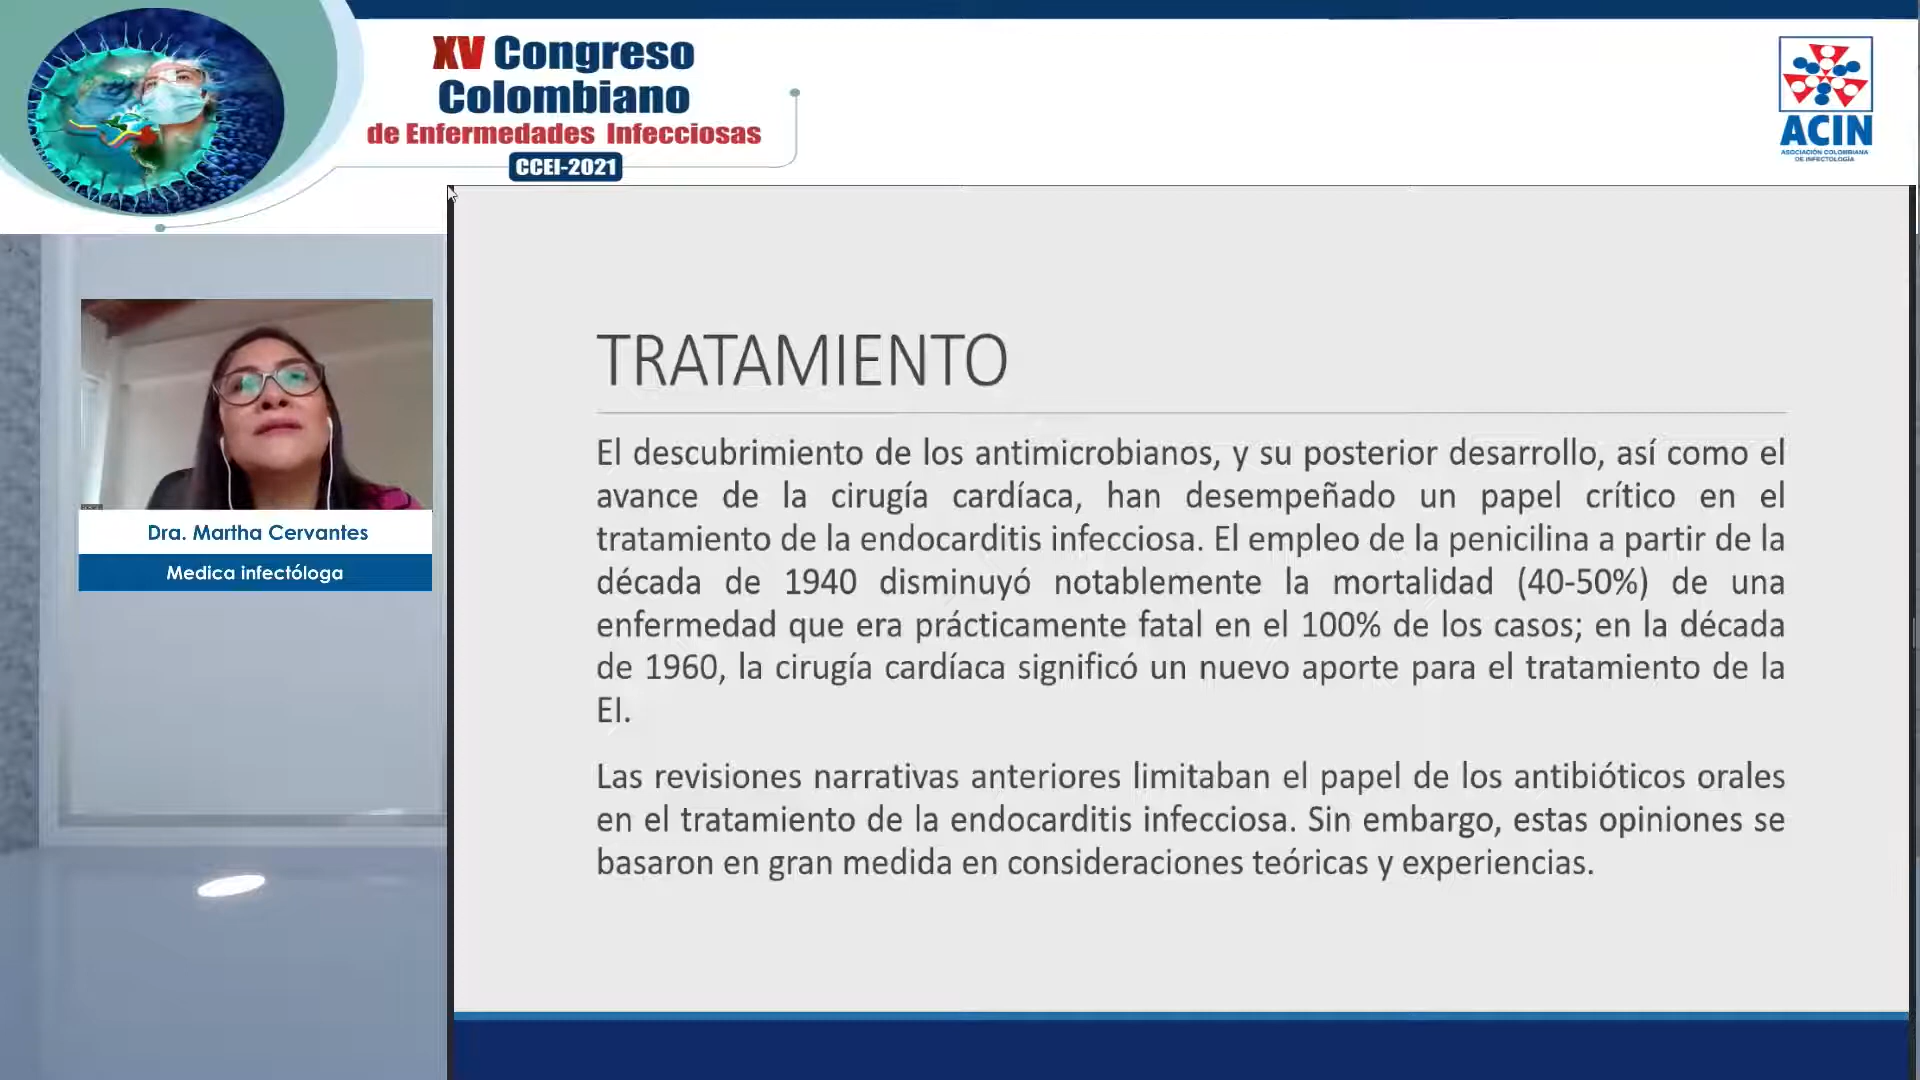 XV Congreso
Colombiano
de Enfermedades Infecciosas
CCEI-2021
ACIN
ASOCIACIÓN COLOMBIANA
DE INFECTOLOGÍA
Dra. Martha Cervantes
Medica infectóloga
TRATAMIENTO
El descubrimiento de los antimicrobianos, y su posterior desarrollo, así como el
avance de la cirugía cardíaca, han desempeñado un papel crítico en el
tratamiento de la endocarditis infecciosa. El empleo de la penicilina a partir de la
década de 1940 disminuyó notablemente la mortalidad (40-50%) de una
enfermedad que era prácticamente fatal en el 100% de los casos; en la década
de 1960, la cirugía cardíaca significó un nuevo aporte para el tratamiento de la
EI.
Las revisiones narrativas anteriores limitaban el papel de los antibióticos orales
en el tratamiento de la endocarditis infecciosa. Sin embargo, estas opiniones se
basaron en gran medida en consideraciones teóricas y experiencias.